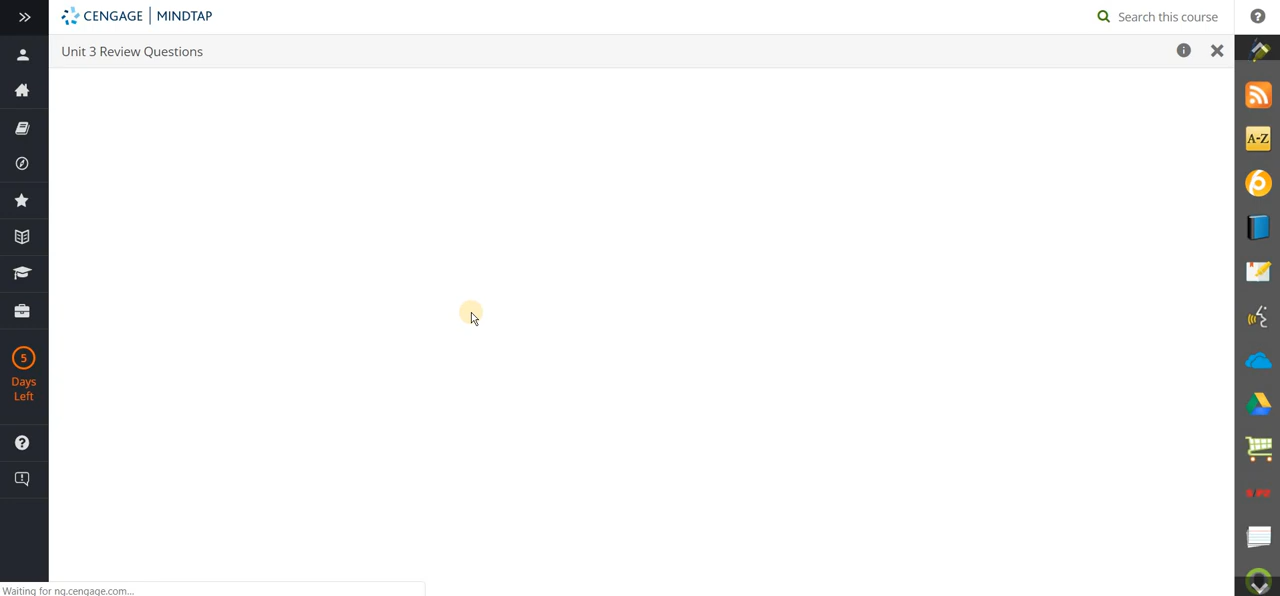 CENGAGE | MINDTAP
Search this course
Unit 3 Review Questions
A-Z
5
Days
Left
Waiting for ng.cengage.com...